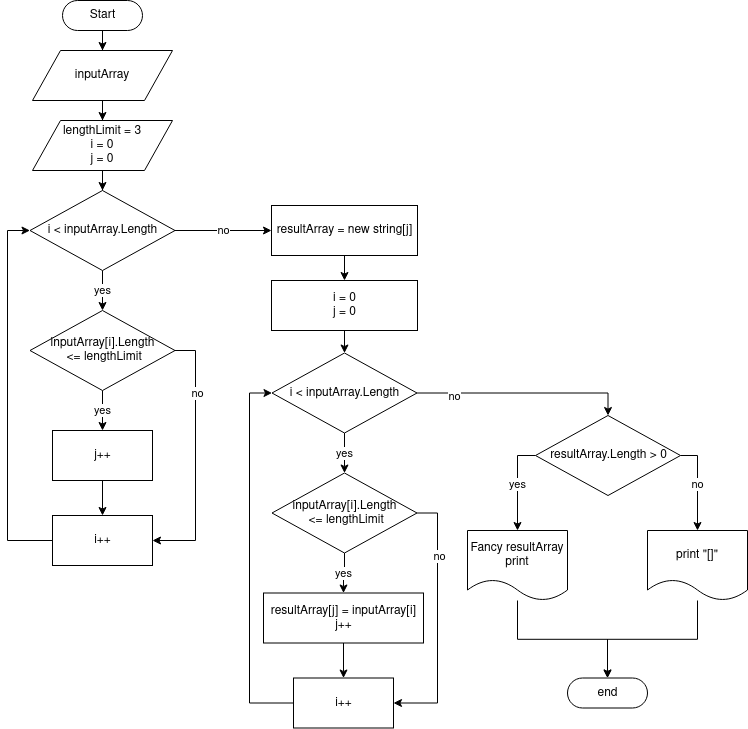 Start
inputArray
lengthLimit = 3
i = 0
j = 0
i < inputArray.Length
no
yes
inputArray[i].Length
<= lengthLimit
no
yes
j++
i++
resultArray = new string[j]
i = 0
j = 0
i < inputArray.Length
no
yes
inputArray[i].Length
<= lengthLimit
no
yes
resultArray[j] = inputArray[i]
j++
i++
resultArray.Length > 0
yes
no
Fancy resultArray
print
print "[]"
end